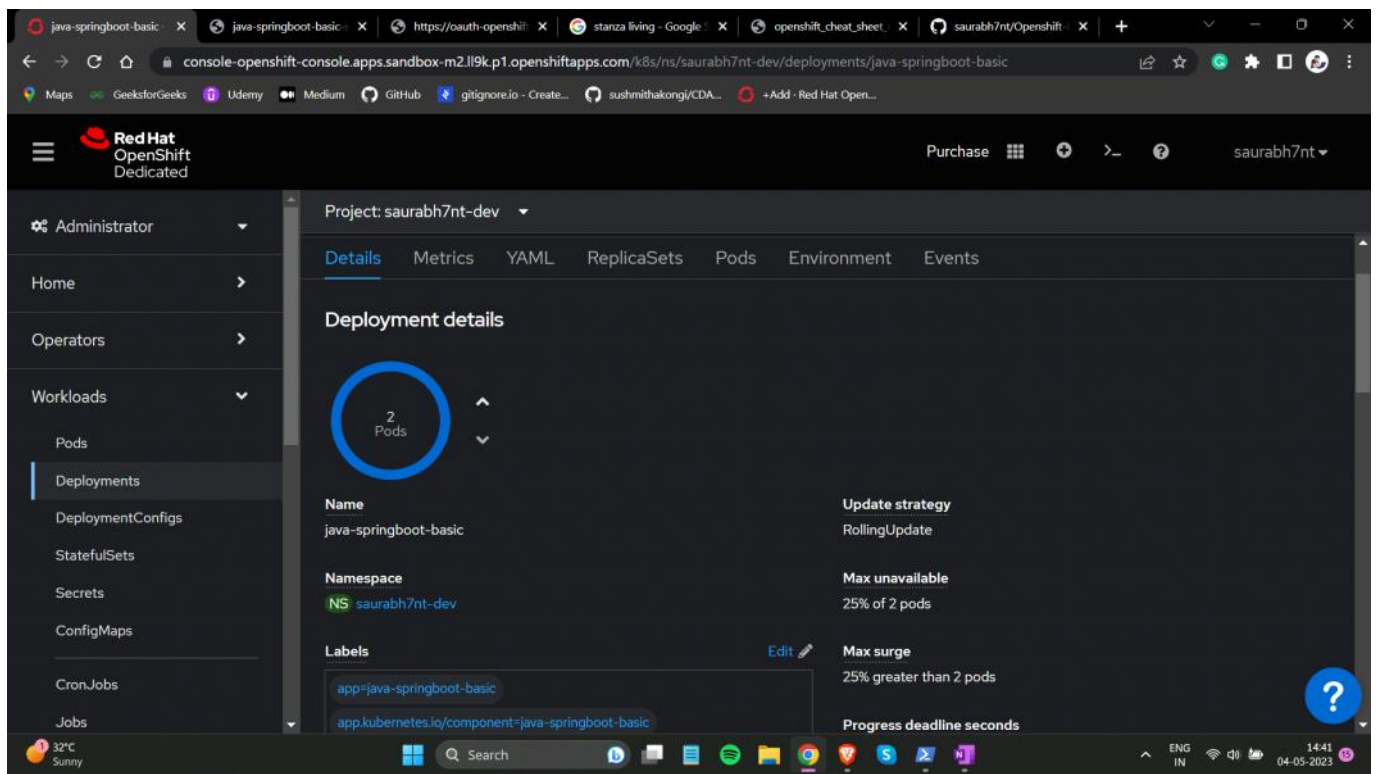 java-springboot-basic
java-springboot-basic-
https://oauth-openshift
stanza living - Google
openshift_cheat_sheet_
saurabh7nt/Openshift-
console-openshift-console.apps.sandbox-m2.ll9k.p1.openshiftapps.com/k8s/ns/saurabh7nt-dev/deployments/java-springboot-basic
Maps GeeksforGeeks Udemy Medium GitHub gitignore.io - Create... sushmithakongi/CDA... +Add · Red Hat Open...
Red Hat
OpenShift
Dedicated
Purchase
saurabh7nt
Administrator
Home
Operators
Workloads
Pods
Deployments
DeploymentConfigs
StatefulSets
Secrets
ConfigMaps
CronJobs
Jobs
Project: saurabh7nt-dev
Details Metrics YAML ReplicaSets Pods Environment Events
Deployment details
2
Pods
Name
java-springboot-basic
Namespace
NS saurabh7nt-dev
Labels
Edit
app=java-springboot-basic
app.kubernetes.io/component=java-springboot-basic
Update strategy
RollingUpdate
Max unavailable
25% of 2 pods
Max surge
25% greater than 2 pods
Progress deadline seconds
?
1
32°C
Sunny
Search
ENG
IN
14:41
04-05-2023
15